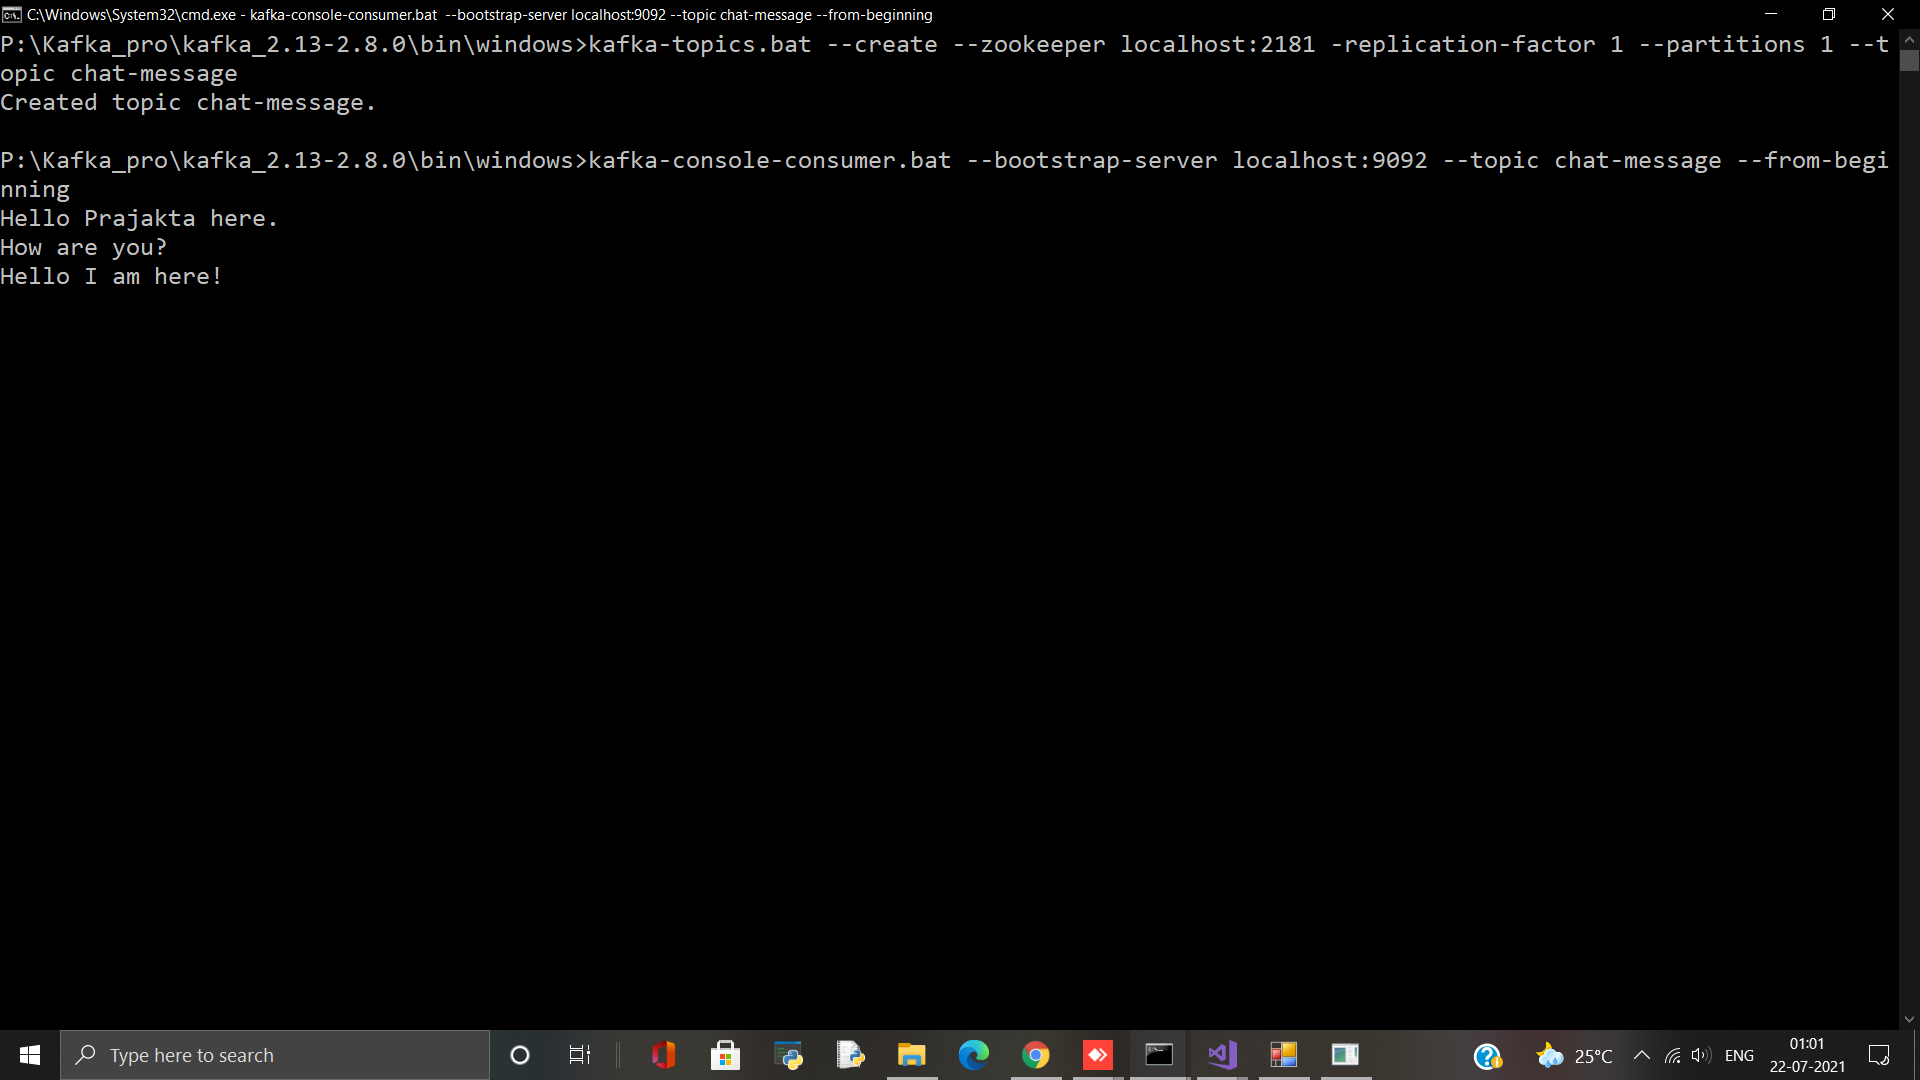 C:\Windows\System32\cmd.exe - kafka-console-consumer.bat  --bootstrap-server localhost:9092 --topic chat-message --from-beginning
P:\Kafka_pro\kafka_2.13-2.8.0\bin\windows>kafka-topics.bat --create --zookeeper localhost:2181 -replication-factor 1 --partitions 1 --t
opic chat-message
Created topic chat-message.
P:\Kafka_pro\kafka_2.13-2.8.0\bin\windows>kafka-console-consumer.bat --bootstrap-server localhost:9092 --topic chat-message --from-begi
nning
Hello Prajakta here.
How are you?
Hello I am here!
Type here to search
25°C
ENG
01:01
22-07-2021